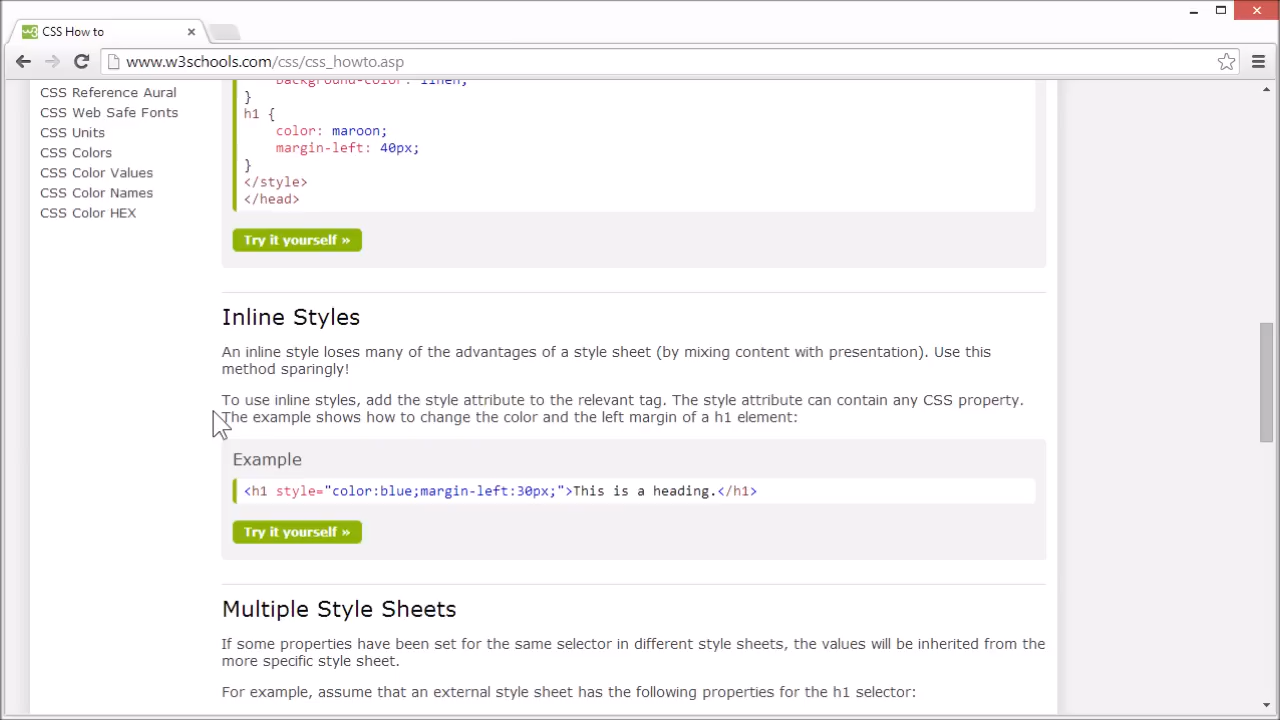 CSS How to
www.w3schools.com/css/css_howto.asp
CSS Reference Aural
CSS Web Safe Fonts
CSS Units
CSS Colors
CSS Color Values
CSS Color Names
CSS Color HEX
background-color: linen;
}
h1 {
color: maroon;
margin-left: 40px;
}
</style>
</head>
Try it yourself »
Inline Styles
An inline style loses many of the advantages of a style sheet (by mixing content with presentation). Use this
method sparingly!
To use inline styles, add the style attribute to the relevant tag. The style attribute can contain any CSS property.
The example shows how to change the color and the left margin of a h1 element:
Example
<h1 style="color:blue;margin-left:30px;">This is a heading.</h1>
Try it yourself »
Multiple Style Sheets
If some properties have been set for the same selector in different style sheets, the values will be inherited from the
more specific style sheet.
For example, assume that an external style sheet has the following properties for the h1 selector: